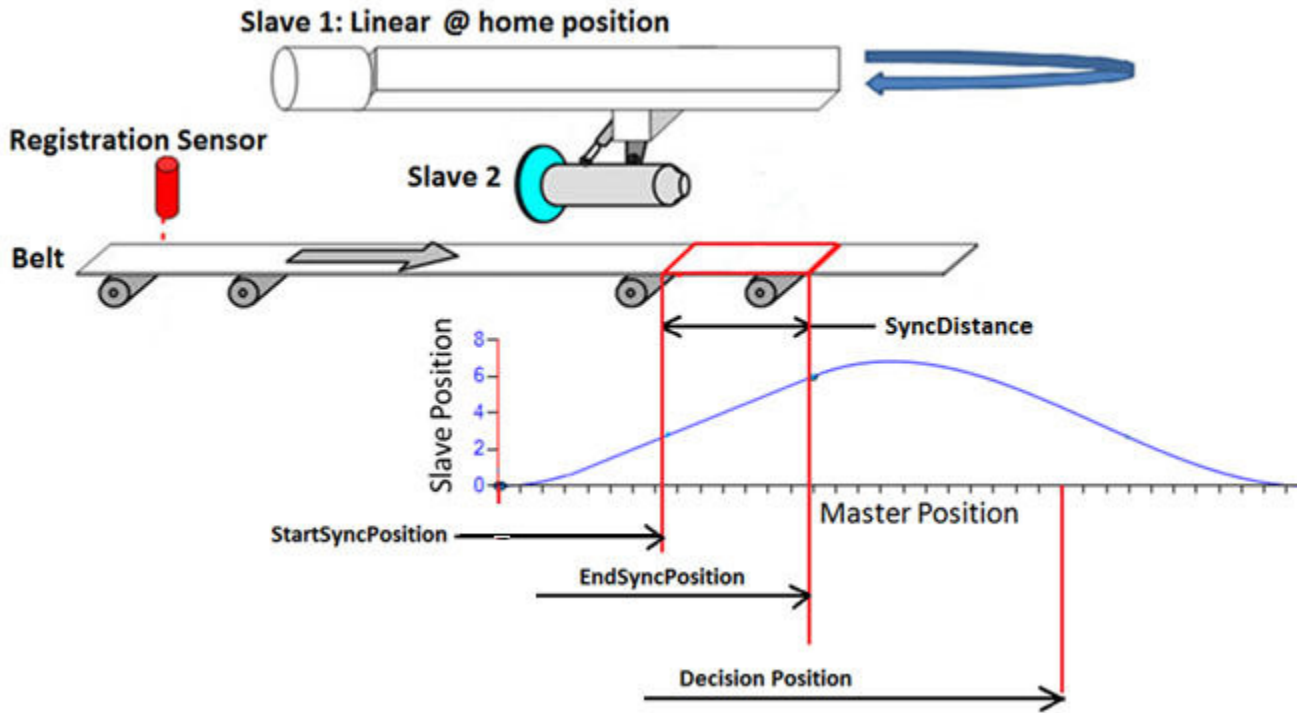 Slave 1: Linear @ home position
Registration Sensor
Slave 2
Belt
SyncDistance
Slave Position
8
6
4
2
0
Master Position
StartSyncPosition
EndSyncPosition
Decision Position